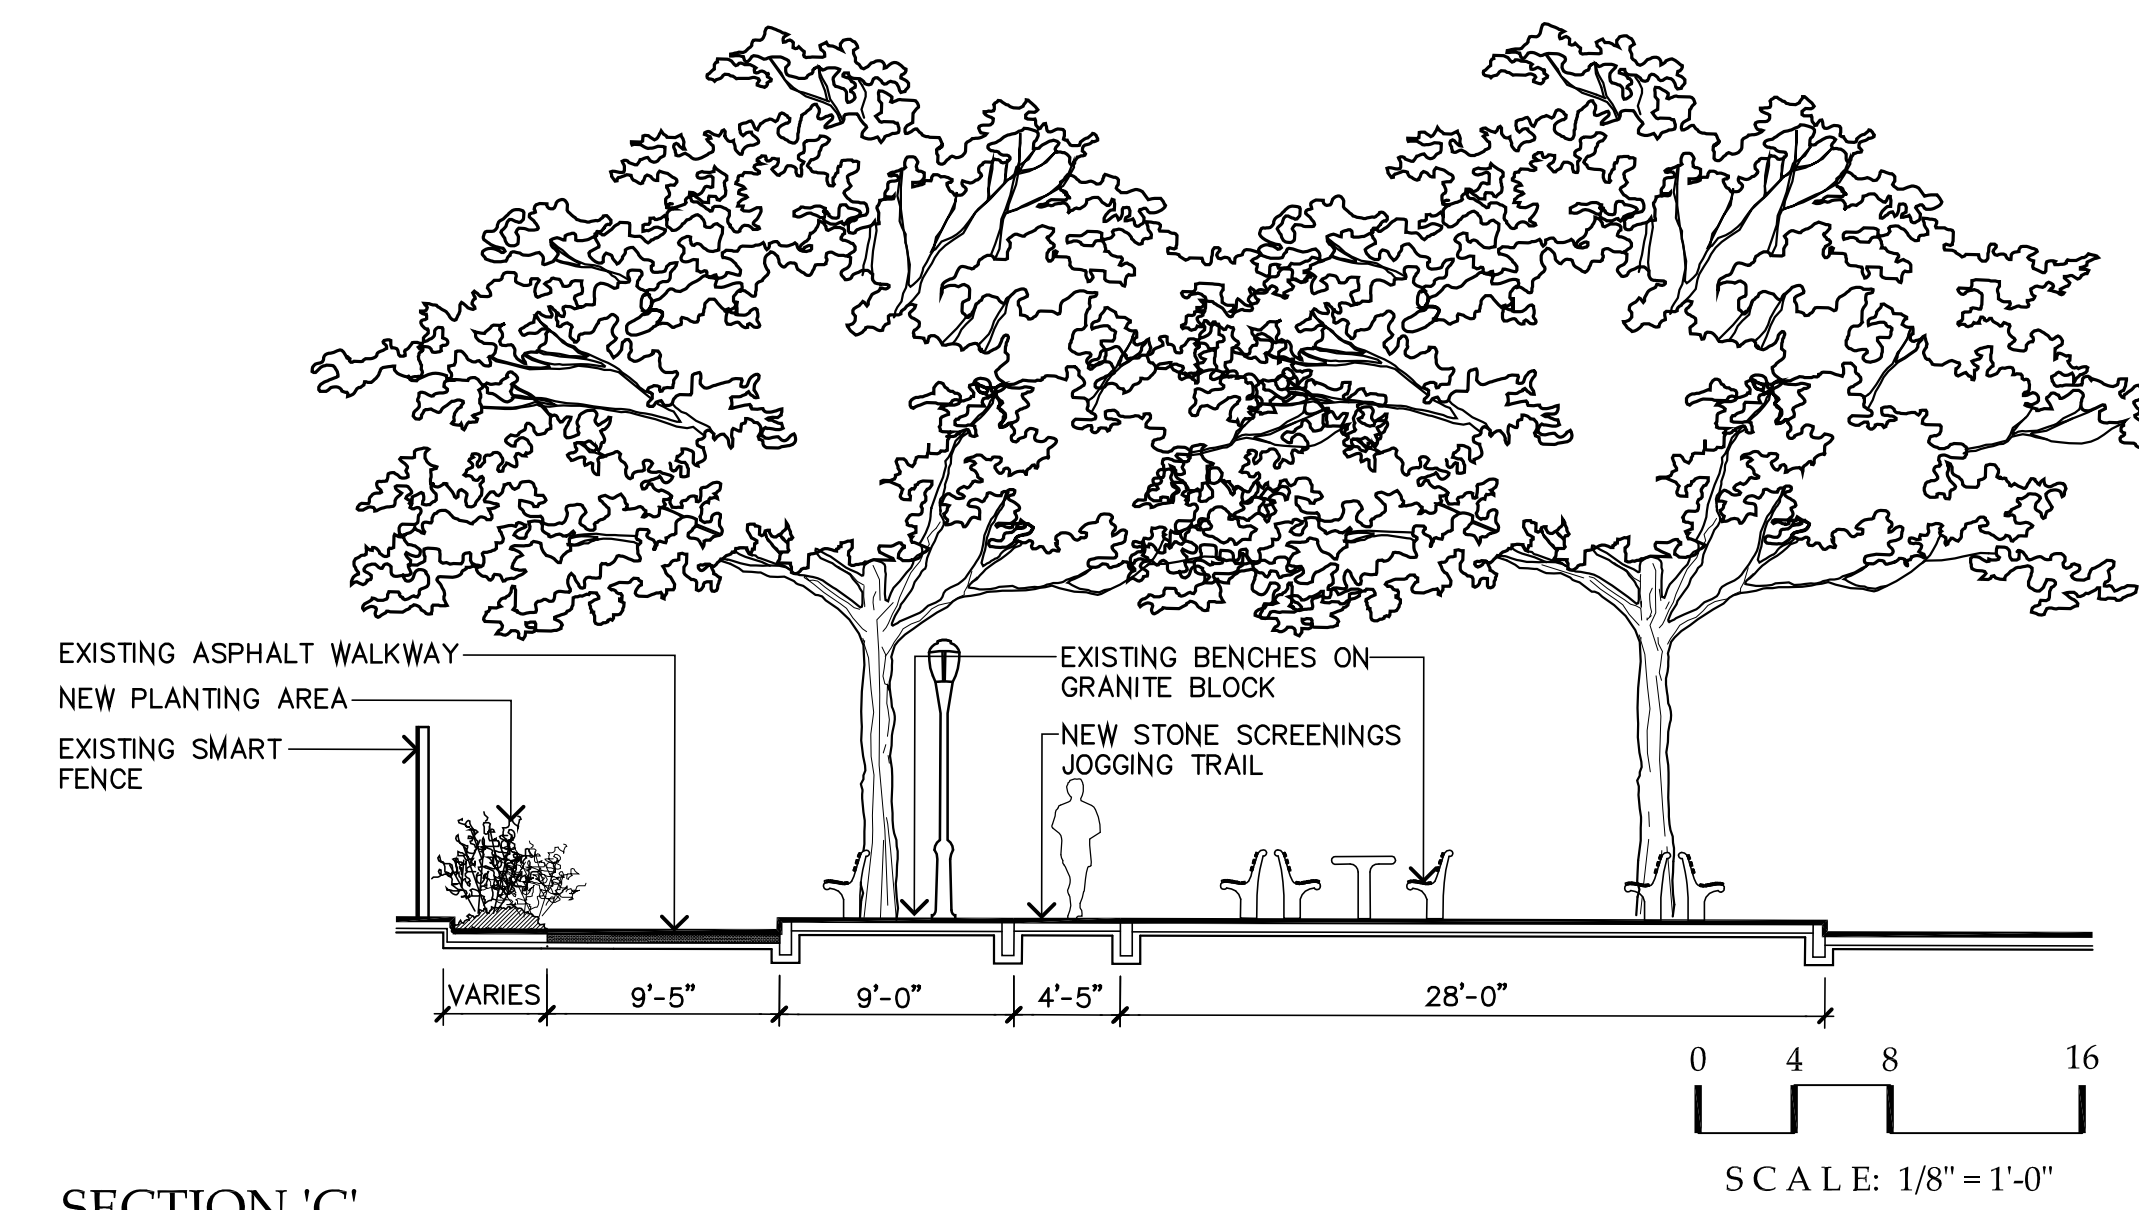 EXISTING ASPHALT WALKWAY
NEW PLANTING AREA
EXISTING SMART
FENCE
EXISTING BENCHES ON
GRANITE BLOCK
NEW STONE SCREENINGS
JOGGING TRAIL
VARIES
9'-5"
9'-0"
4'-5"
28'-0"
0 4 8 16
SCALE: 1/8" = 1'-0"
SECTION 'C'